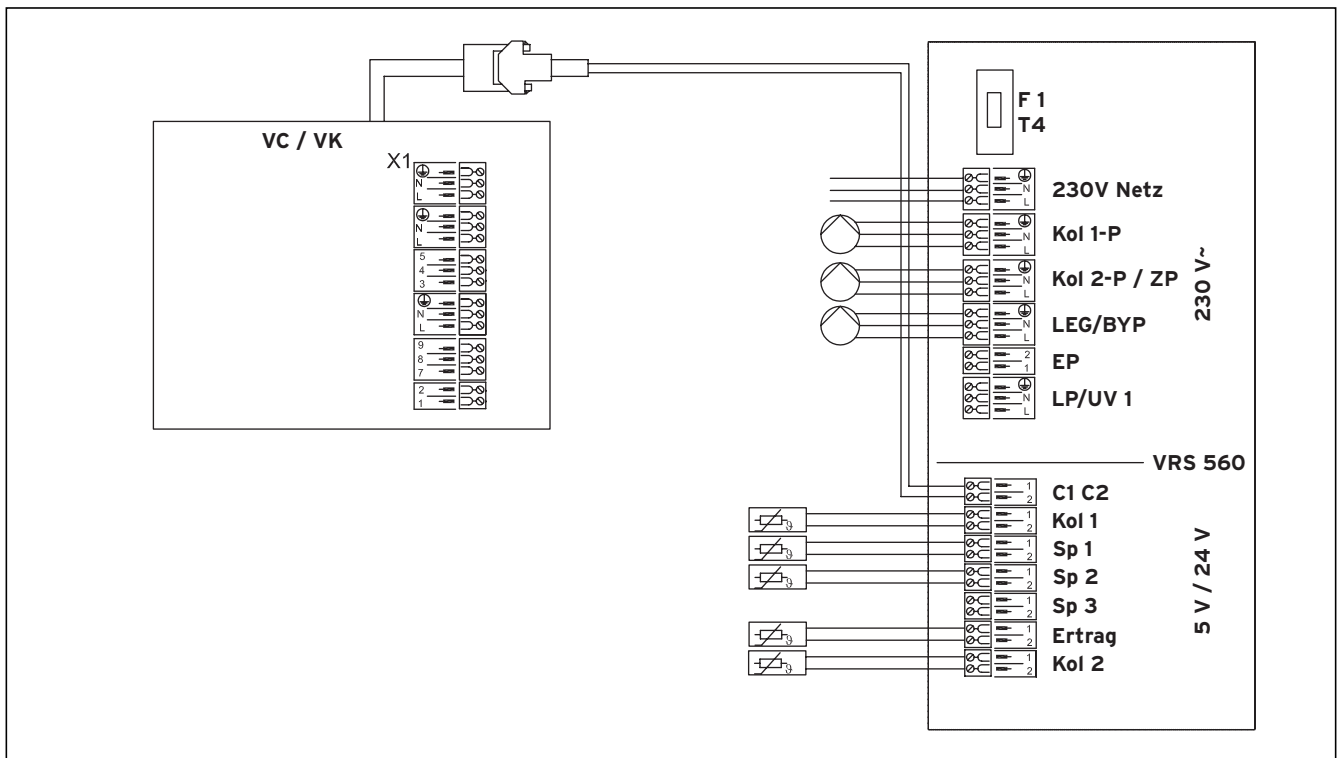 VC / VK
X1
N
L
N
L
5
4
3
N
L
9
8
7
2
1
F 1
T4
N
L
230V Netz
N
L
Kol 1-P
N
L
Kol 2-P / ZP
N
L
LEG/BYP
2
1
EP
N
L
LP/UV 1
230 V~
VRS 560
1
2
C1 C2
1
2
Kol 1
1
2
Sp 1
1
2
Sp 2
1
2
Sp 3
1
2
Ertrag
1
2
Kol 2
5 V / 24 V
ϑ
ϑ
ϑ
ϑ
ϑ